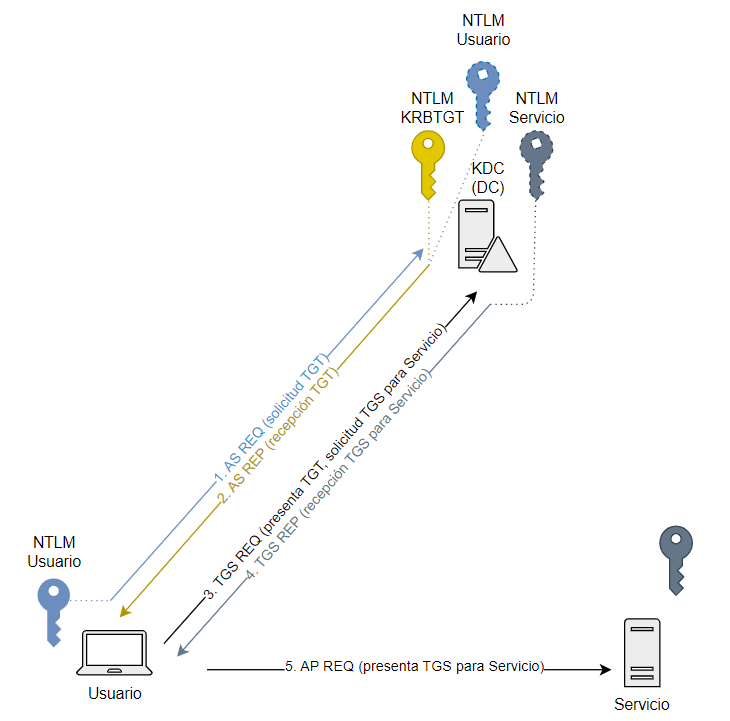 NTLM
Usuario
NTLM
KRBTGT
NTLM
Servicio
KDC
(DC)
1. AS REQ (solicitud TGT)
2. AS REP (recepción TGT)
3. TGS REQ (presenta TGT, solicitud TGS para Servicio)
4. TGS REP (recepción TGS para Servicio)
NTLM
Usuario
Usuario
5. AP REQ (presenta TGS para Servicio)
Servicio